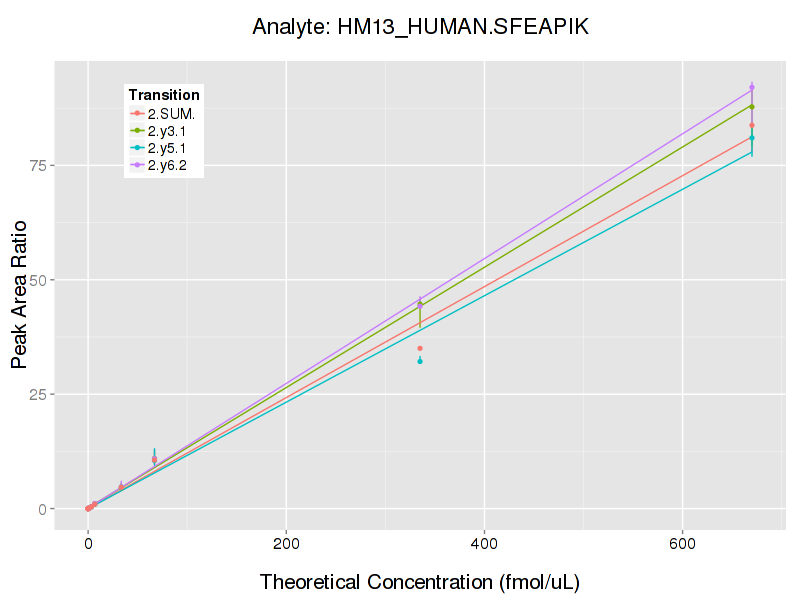 Analyte: HM13_HUMAN.SFEAPIK
Transition
2.SUM.
2.y3.1
2.y5.1
2.y6.2
Peak Area Ratio
75
50
25
0
0 200 400 600
Theoretical Concentration (fmol/uL)